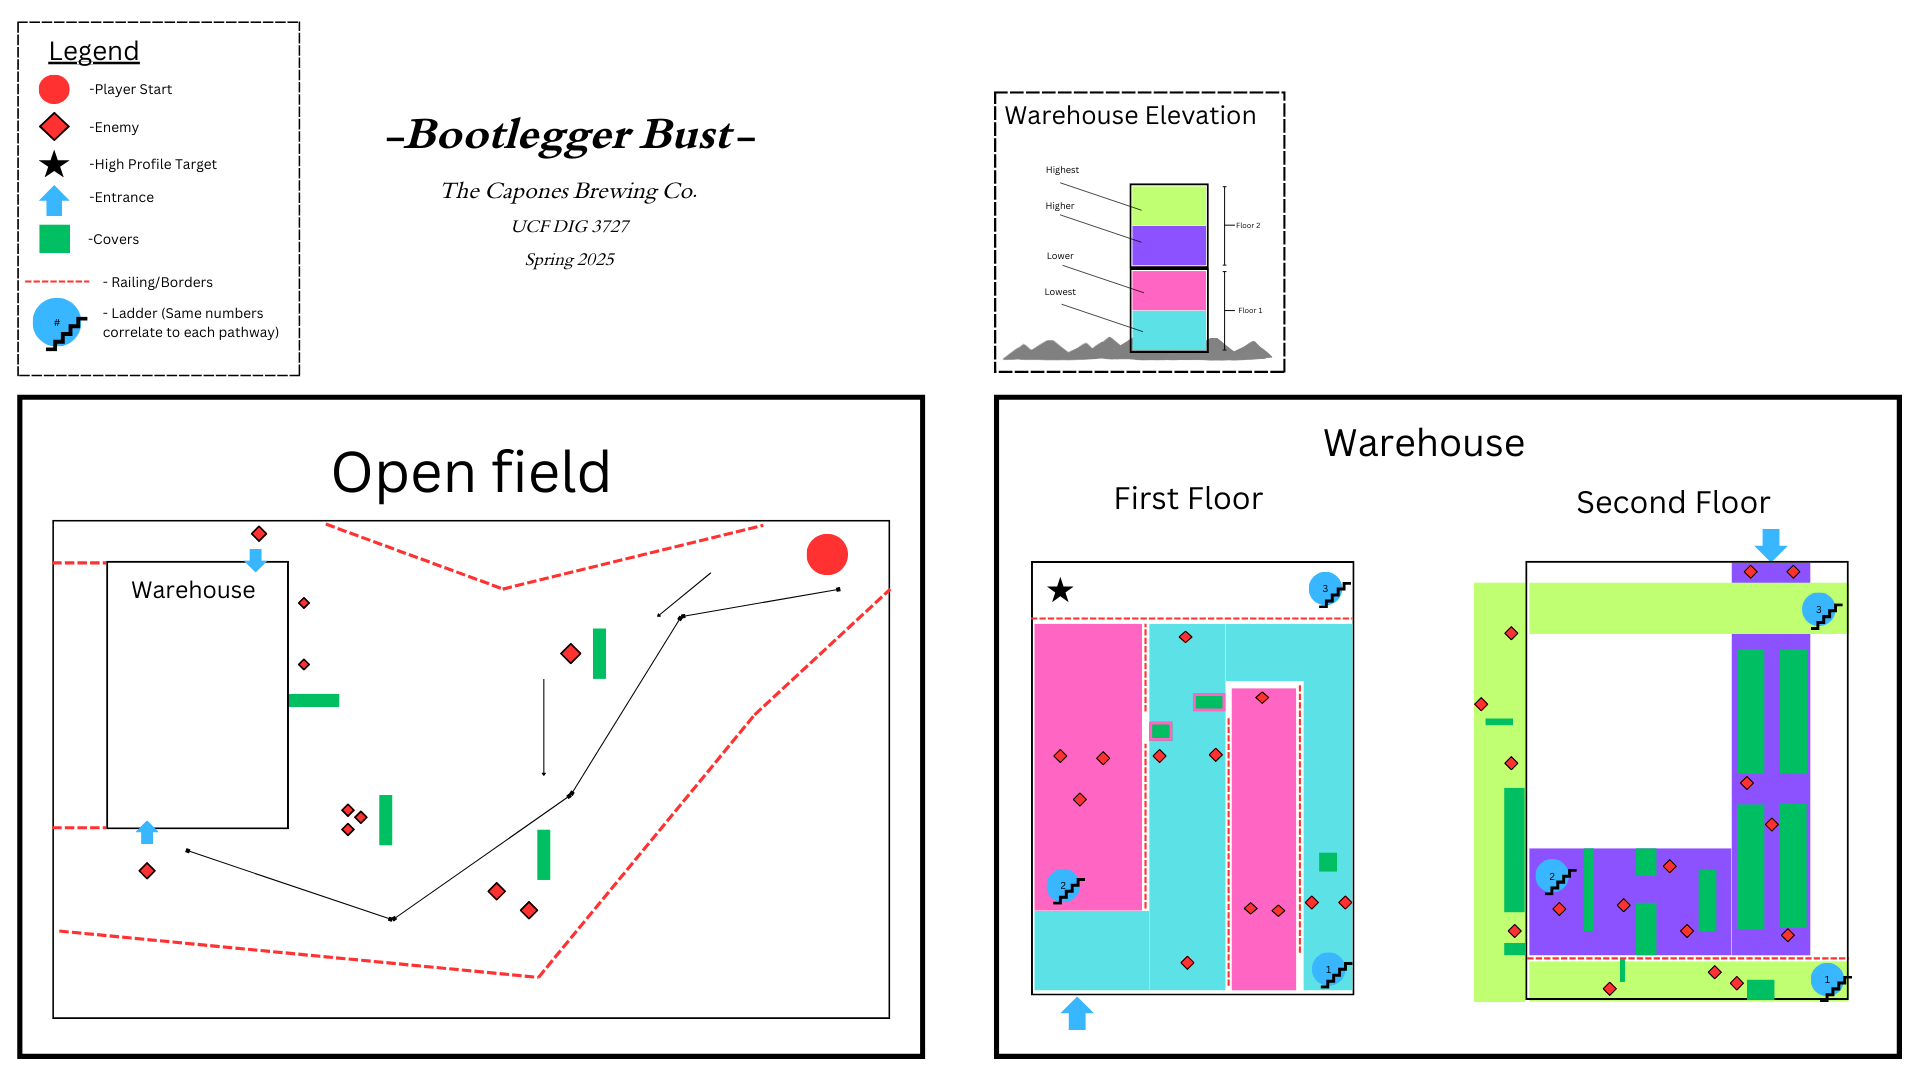 Legend
-Player Start
-Enemy
-High Profile Target
-Entrance
-Covers
- Railing/Borders
#
- Ladder (Same numbers
correlate to each pathway)
-Bootlegger Bust-
The Capones Brewing Co.
UCF DIG 3727
Spring 2025
Warehouse Elevation
Highest
Higher
Floor 2
Lower
Lowest
Floor 1
Open field
Warehouse
Warehouse
First Floor
3
2
1
Second Floor
3
2
1